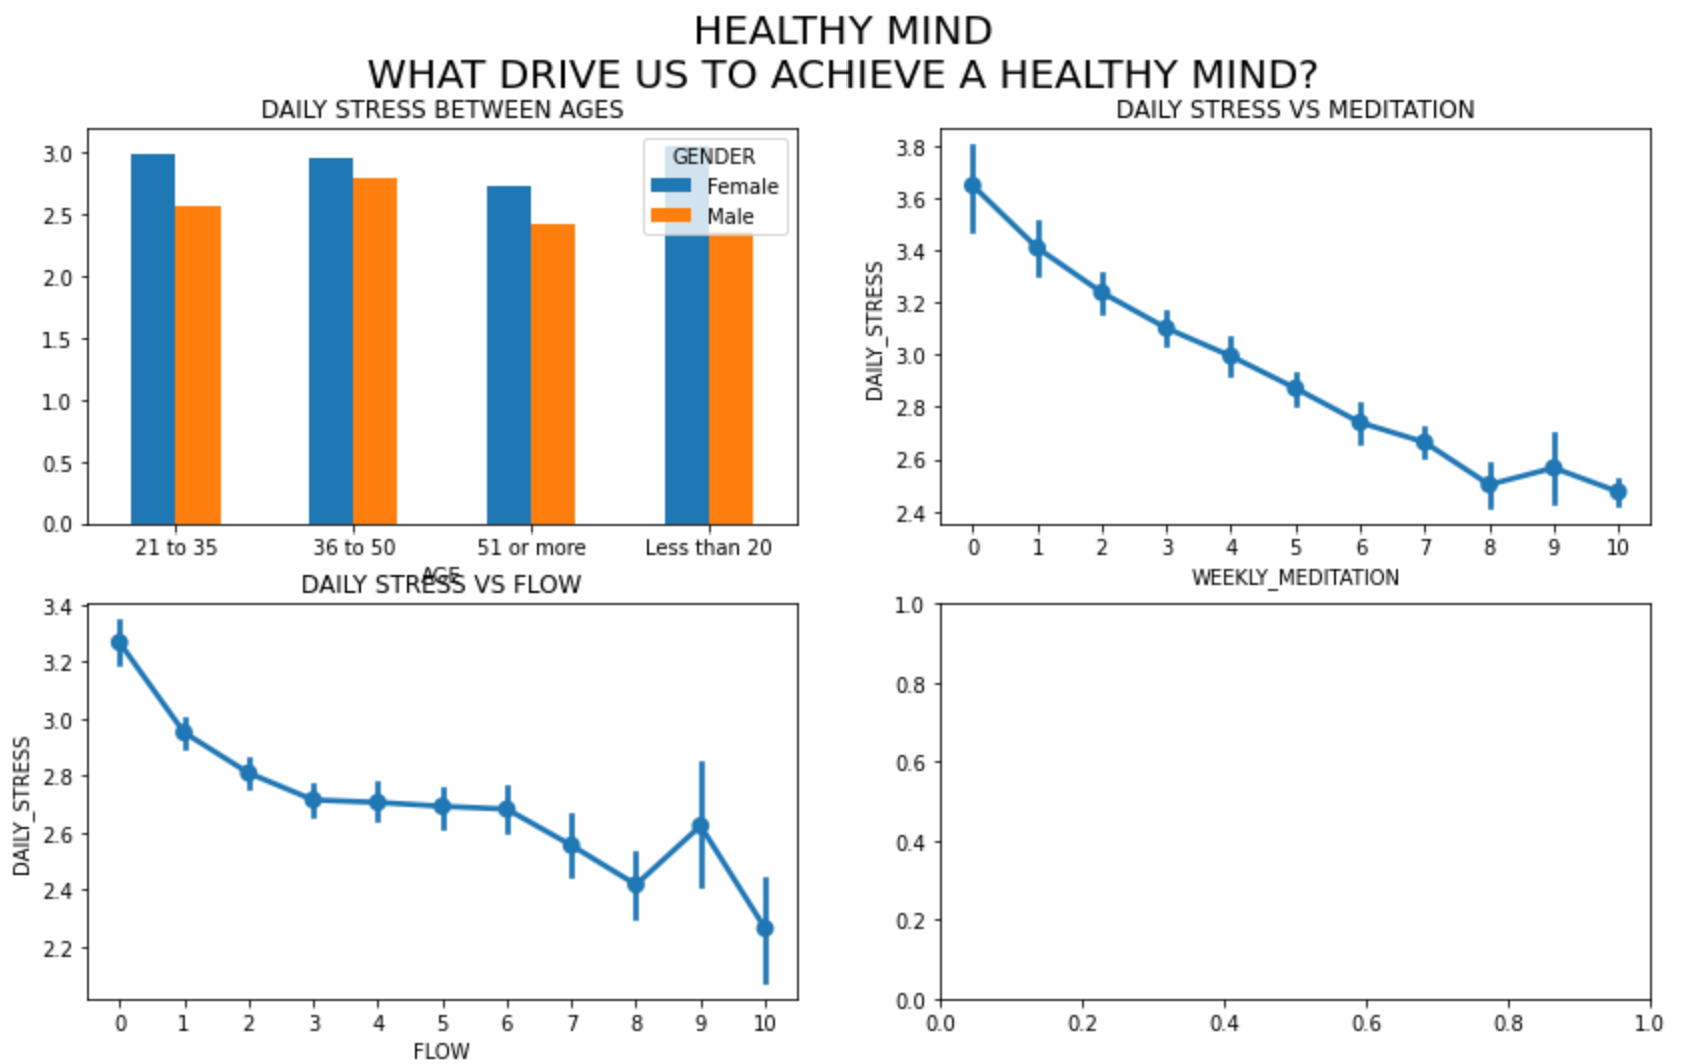 HEALTHY MIND
WHAT DRIVE US TO ACHIEVE A HEALTHY MIND?
DAILY STRESS BETWEEN AGES
3.0
2.5
2.0
1.5
1.0
0.5
0.0
GENDER
Female
Male
21 to 35 36 to 50 51 or more Less than 20
AGE
DAILY STRESS VS MEDITATION
DAILY_STRESS
3.8
3.6
3.4
3.2
3.0
2.8
2.6
2.4
0 1 2 3 4 5 6 7 8 9 10
WEEKLY_MEDITATION
DAILY STRESS VS FLOW
DAILY_STRESS
3.4
3.2
3.0
2.8
2.6
2.4
2.2
0 1 2 3 4 5 6 7 8 9 10
FLOW
1.0
0.8
0.6
0.4
0.2
0.0
0.0 0.2 0.4 0.6 0.8 1.0